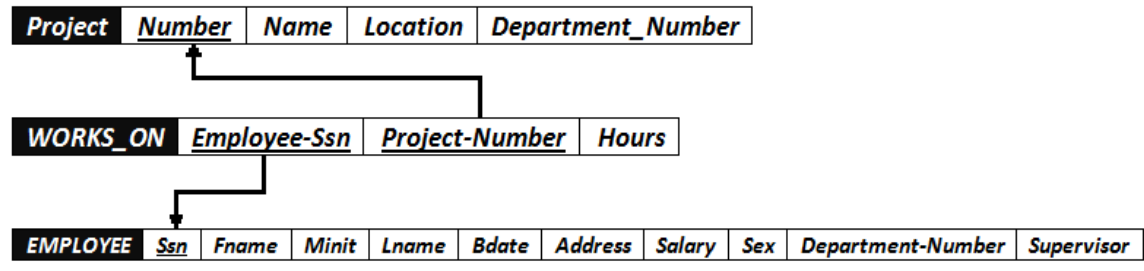 Project Number Name Location Department_Number
WORKS_ON Employee-Ssn Project-Number Hours
EMPLOYEE Ssn Fname Minit Lname Bdate Address Salary Sex Department-Number Supervisor